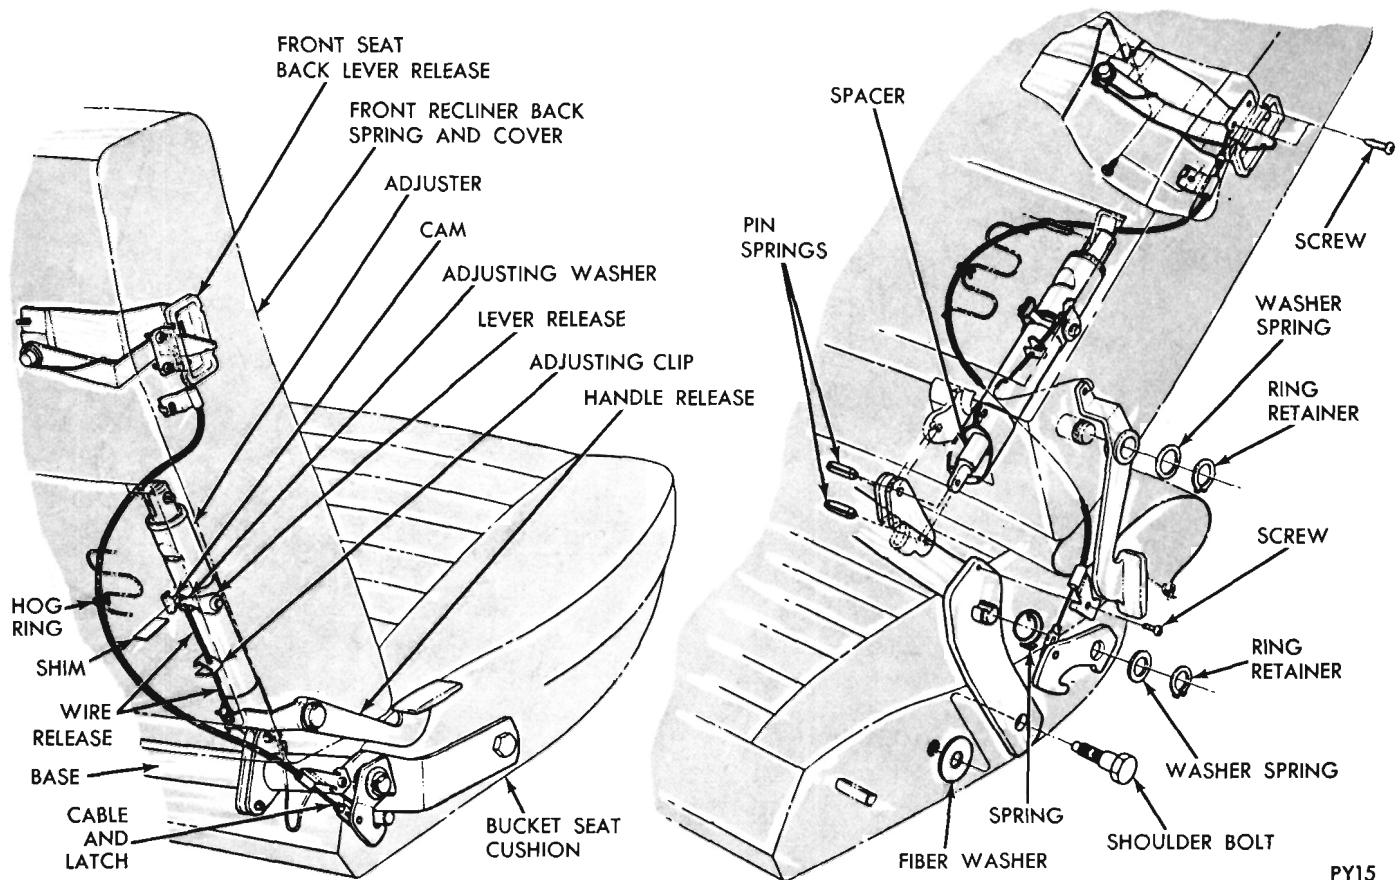 FRONT SEAT
BACK LEVER RELEASE
FRONT RECLINER BACK
SPRING AND COVER
ADJUSTER
CAM
ADJUSTING WASHER
LEVER RELEASE
ADJUSTING CLIP
HANDLE RELEASE
HOG
RING
SHIM
WIRE
RELEASE
BASE
CABLE
AND
LATCH
BUCKET SEAT
CUSHION
SPACER
PIN
SPRINGS
SCREW
WASHER
SPRING
RING
RETAINER
SCREW
RING
RETAINER
WASHER SPRING
SPRING
SHOULDER BOLT
FIBER WASHER
PY15